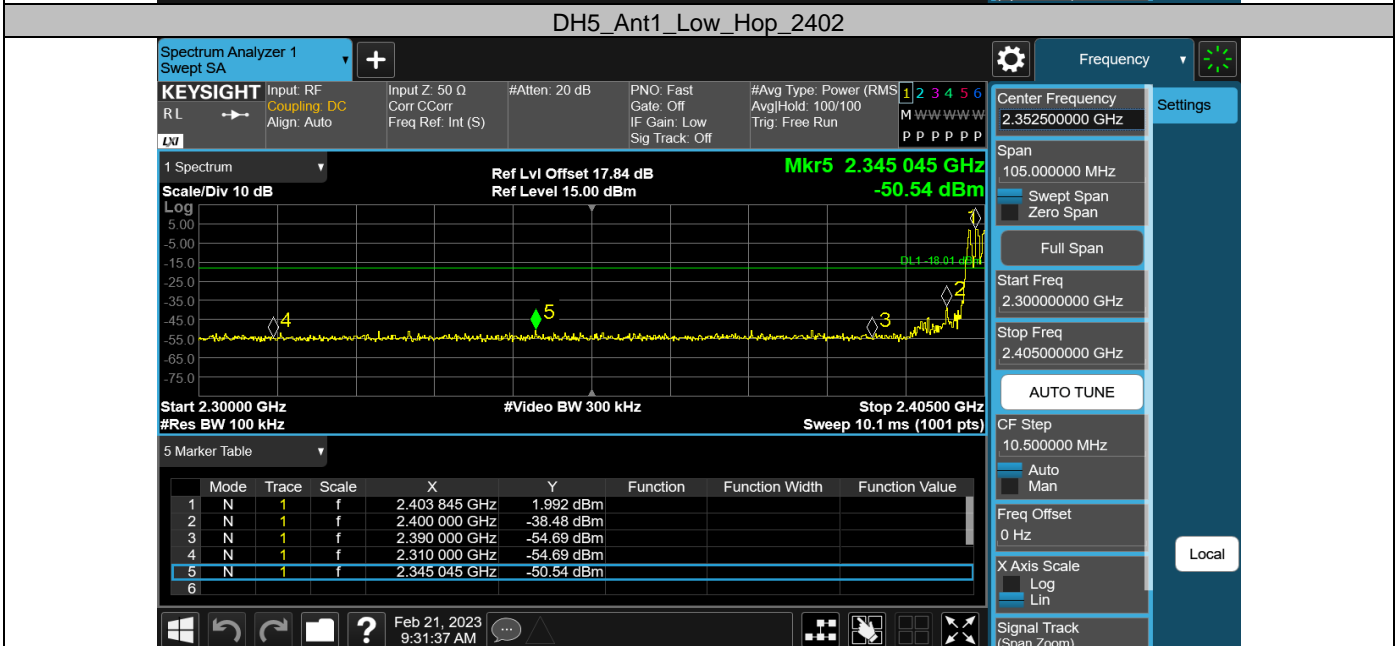 DH5_Ant1_Low_Hop_2402
Spectrum Analyzer 1
Swept SA
Frequency
KEYSIGHT
RL
LXI
Input: RF
Coupling: DC
Align: Auto
Input Z: 50 Ω
Corr CCorr
Freq Ref: Int (S)
#Atten: 20 dB
PNO: Fast
Gate: Off
IF Gain: Low
Sig Track: Off
#Avg Type: Power (RMS
Avg|Hold: 100/100
Trig: Free Run
1 2 3 4 5 6
M W W W W W
P P P P P P
1 Spectrum
Scale/Div 10 dB
Ref Lvl Offset 17.84 dB
Ref Level 15.00 dBm
Mkr5 2.345 045 GHz
-50.54 dBm
Log
5.00
-5.00
-15.0
-25.0
-35.0
-45.0
-55.0
-65.0
-75.0
DL1 -18.01 dBm
1
2
3
4
5
Start 2.30000 GHz
#Video BW 300 kHz
Stop 2.40500 GHz
#Res BW 100 kHz
Sweep 10.1 ms (1001 pts)
5 Marker Table
Mode Trace Scale X Y Function Function Width Function Value
1 N 1 f 2.403 845 GHz 1.992 dBm
2 N 1 f 2.400 000 GHz -38.48 dBm
3 N 1 f 2.390 000 GHz -54.69 dBm
4 N 1 f 2.310 000 GHz -54.69 dBm
5 N 1 f 2.345 045 GHz -50.54 dBm
6
Feb 21, 2023
9:31:37 AM
Center Frequency
2.352500000 GHz
Settings
Span
105.000000 MHz
Swept Span
Zero Span
Full Span
Start Freq
2.300000000 GHz
Stop Freq
2.405000000 GHz
AUTO TUNE
CF Step
10.500000 MHz
Auto
Man
Freq Offset
0 Hz
Local
X Axis Scale
Log
Lin
Signal Track
(Span Zoom)